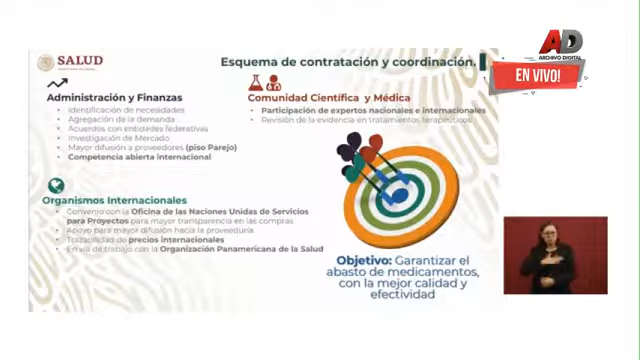 SALUD
Esquema de contratación y coordinación.
AD
ARCHIVO DIGITAL
EN VIVO!
Administración y Finanzas
• Identificación de necesidades
• Agregación de la demanda
• Acuerdos con entidades federativas
• Investigación de Mercado
• Mayor difusión a proveedores (piso Parejo)
• Competencia abierta internacional
Comunidad Científica y Médica
• Participación de expertos nacionales e internacionales
• Revisión de la evidencia en tratamientos terapéuticos
Organismos Internacionales
• Convenio con la Oficina de las Naciones Unidas de Servicios
para Proyectos para mayor transparencia en las compras
• Apoyo para mayor difusión hacia la proveeduría
• Trazabilidad de precios internacionales
• de trabajo con la Organización Panamericana de la Salud
Objetivo: Garantizar el
abasto de medicamentos,
con la mejor calidad y
efectividad